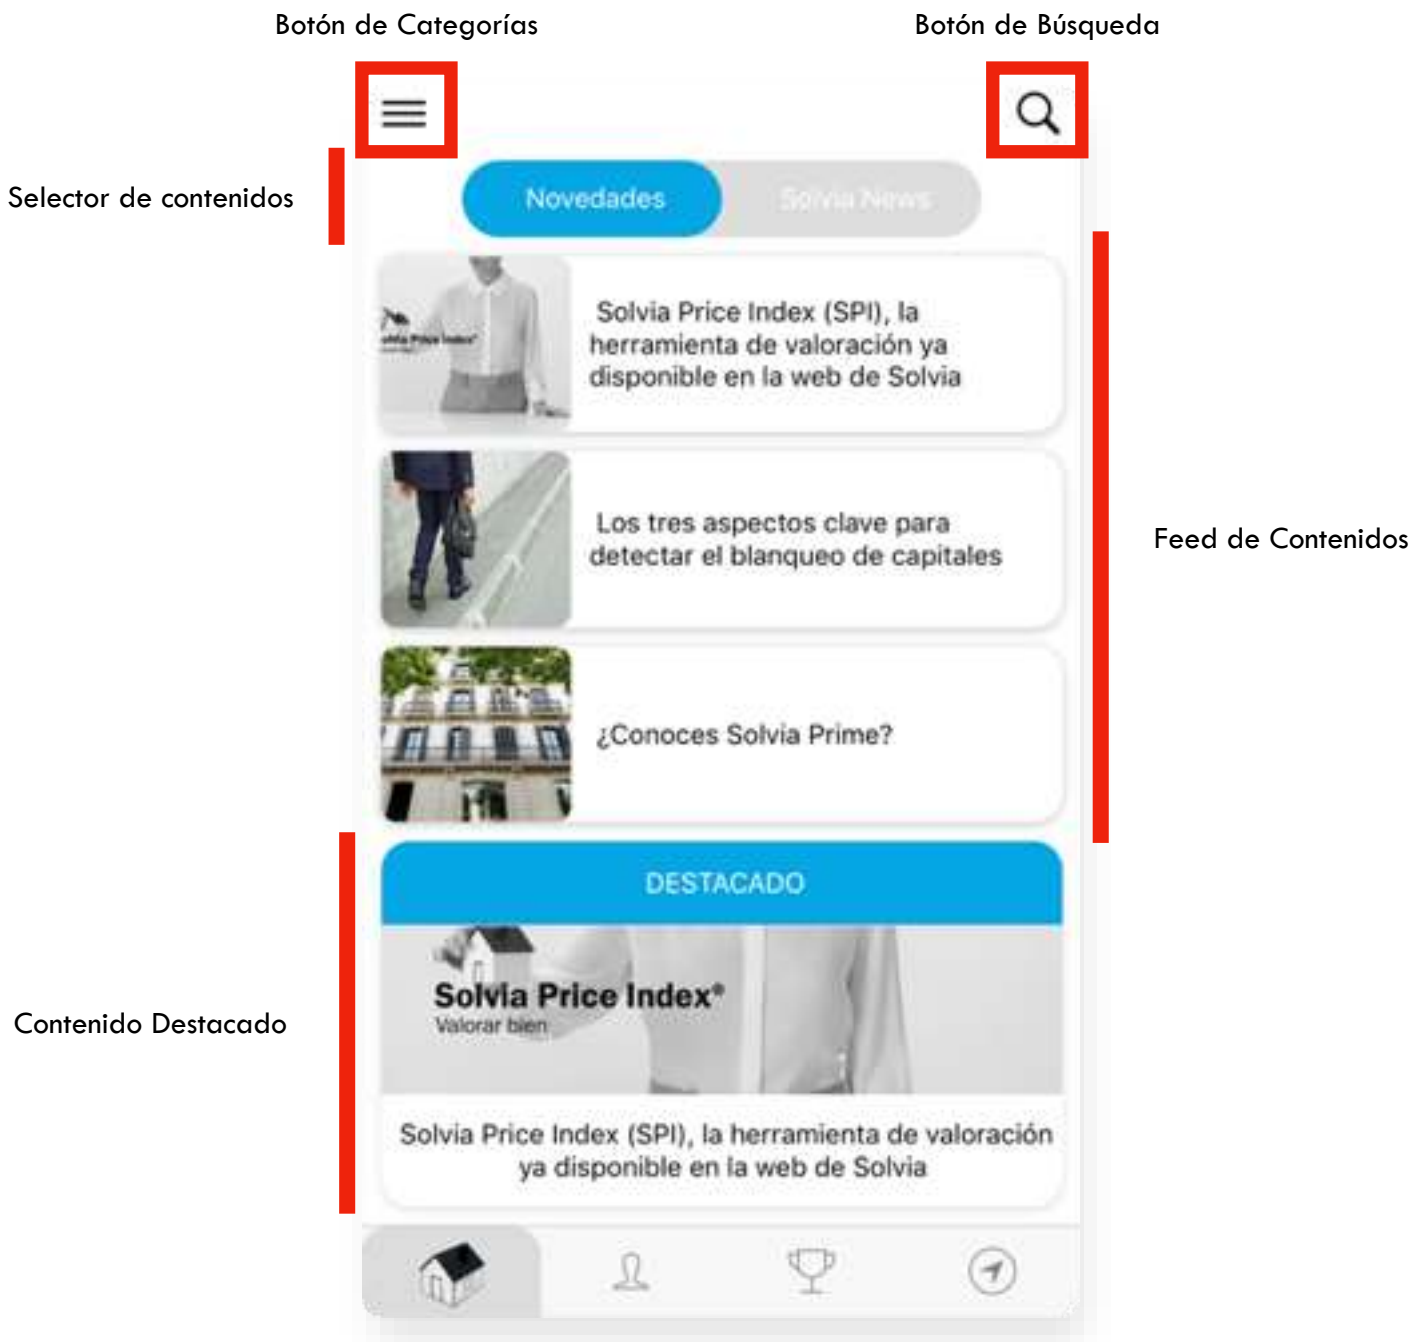 Botón de Categorías
Botón de Búsqueda
Selector de contenidos
Novedades
Solvia News
Solvia Price Index (SPI), la
herramienta de valoración ya
disponible en la web de Solvia
Los tres aspectos clave para
detectar el blanqueo de capitales
Feed de Contenidos
¿Conoces Solvia Prime?
DESTACADO
Solvia Price Index®
Valorar bien
Contenido Destacado
Solvia Price Index (SPI), la herramienta de valoración
ya disponible en la web de Solvia